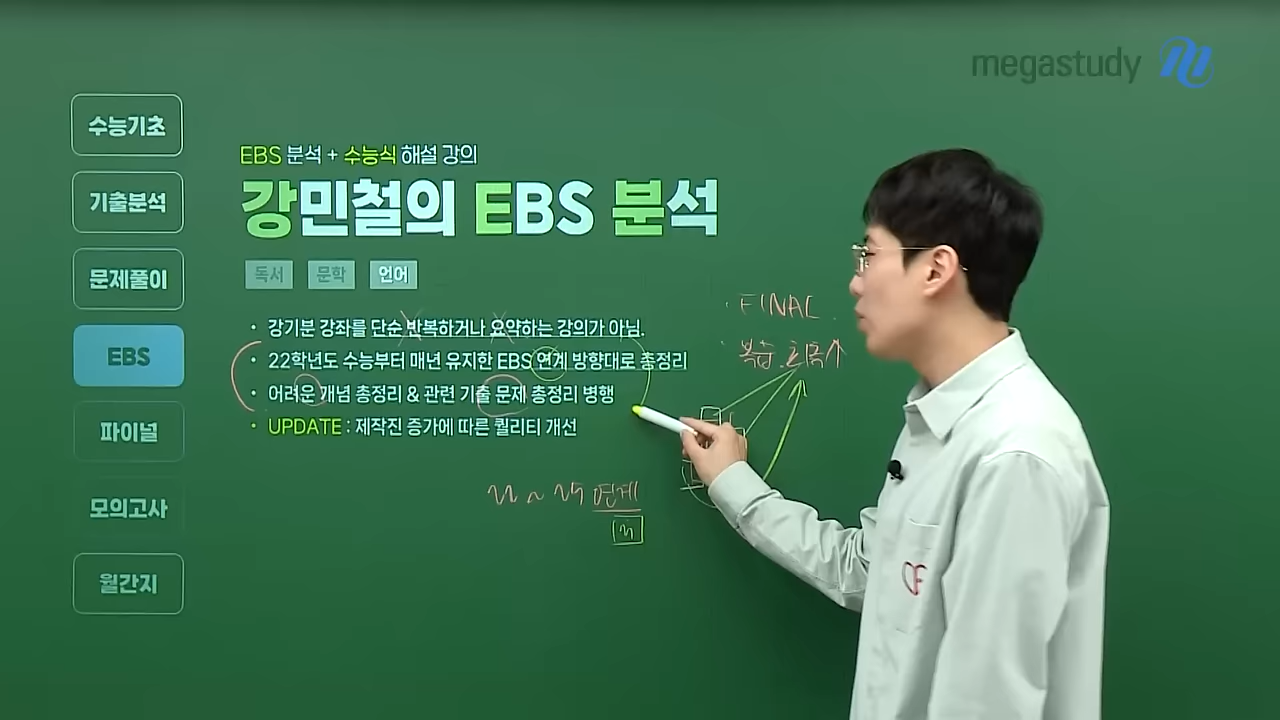 megastudy
수능기초
기출분석
문제풀이
EBS
파이널
모의고사
월간지
EBS 분석 + 수능식 해설 강의
강민철의 EBS 분석
독서 문학 언어
• 강기분 강좌를 단순 반복하거나 요약하는 강의가 아님.
• 22학년도 수능부터 매년 유지한 EBS 연계 방향대로 총정리
• 어려운 개념 총정리 & 관련 기출 문제 총정리 병행
• UPDATE : 제작진 증가에 따른 퀄리티 개선
· FINAL
· 복습
연계